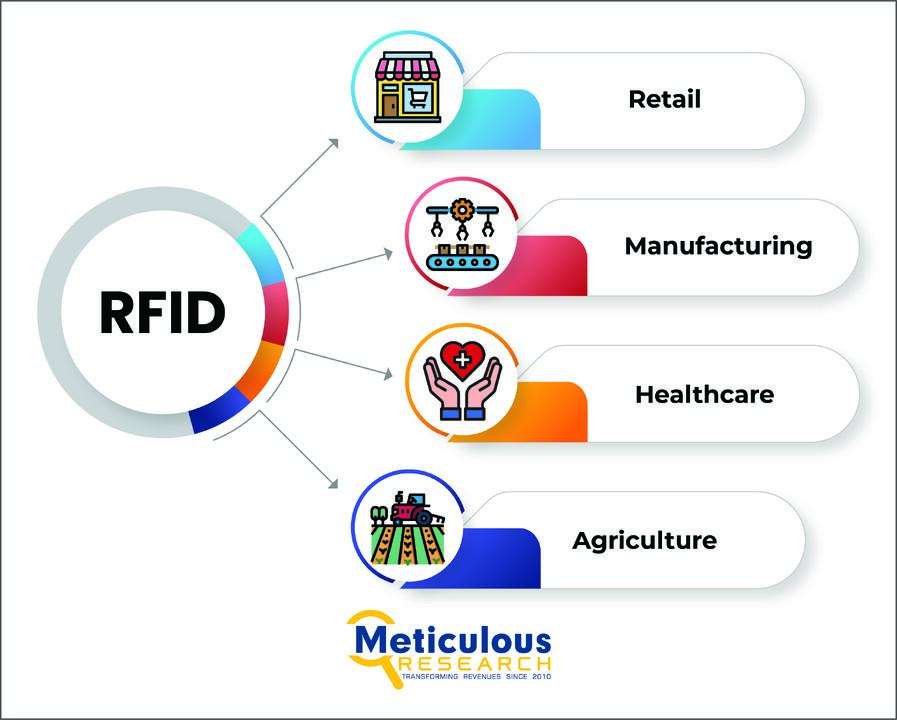 RFID
Retail
Manufacturing
Healthcare
Agriculture
Meticulous
RESEARCH
TRANSFORMING REVENUES SINCE 2010